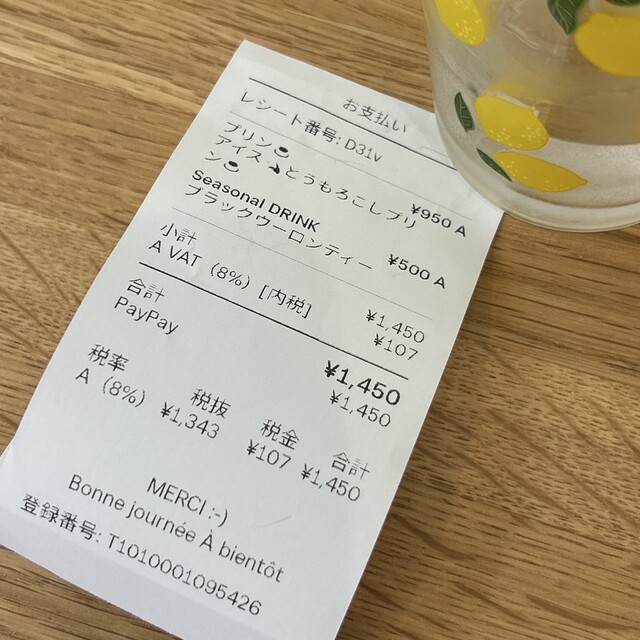 お支払い
レシート番号: D31v
プリン🍮 ¥950 A
アイス🍨とうもろこしプリ
ン🍮
Seasonal DRINK ¥500 A
ブラックウーロンティー
小計 ¥1,450
A VAT (8%) [内税] ¥107
合計 ¥1,450
PayPay ¥1,450
税率 税抜 税金 合計
A (8%) ¥1,343 ¥107 ¥1,450
MERCI :-)
Bonne journée À bientôt
登録番号: T1010001095426